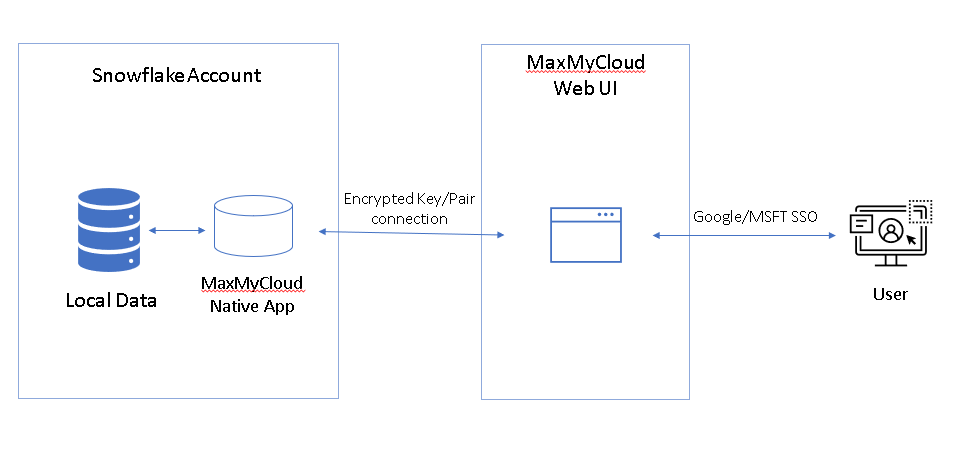 Snowflake Account
MaxMyCloud
Web UI
Encrypted Key/Pair
connection
Google/MSFT SSO
Local Data
MaxMyCloud
Native App
User